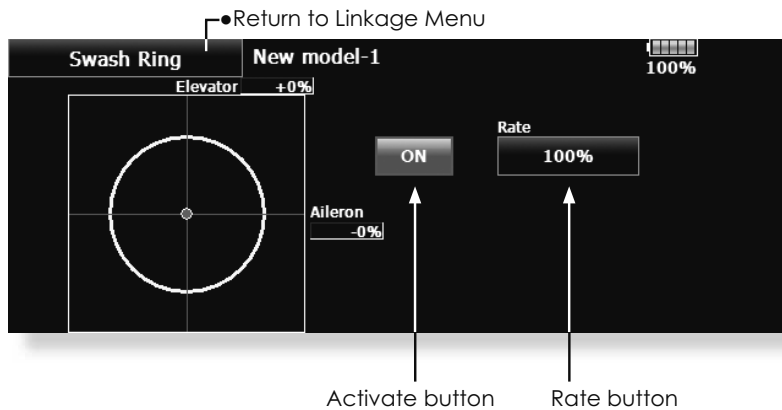 Return to Linkage Menu
Swash Ring
New model-1
100%
Elevator +0%
ON
Rate
100%
Aileron
-0%
Activate button
Rate button